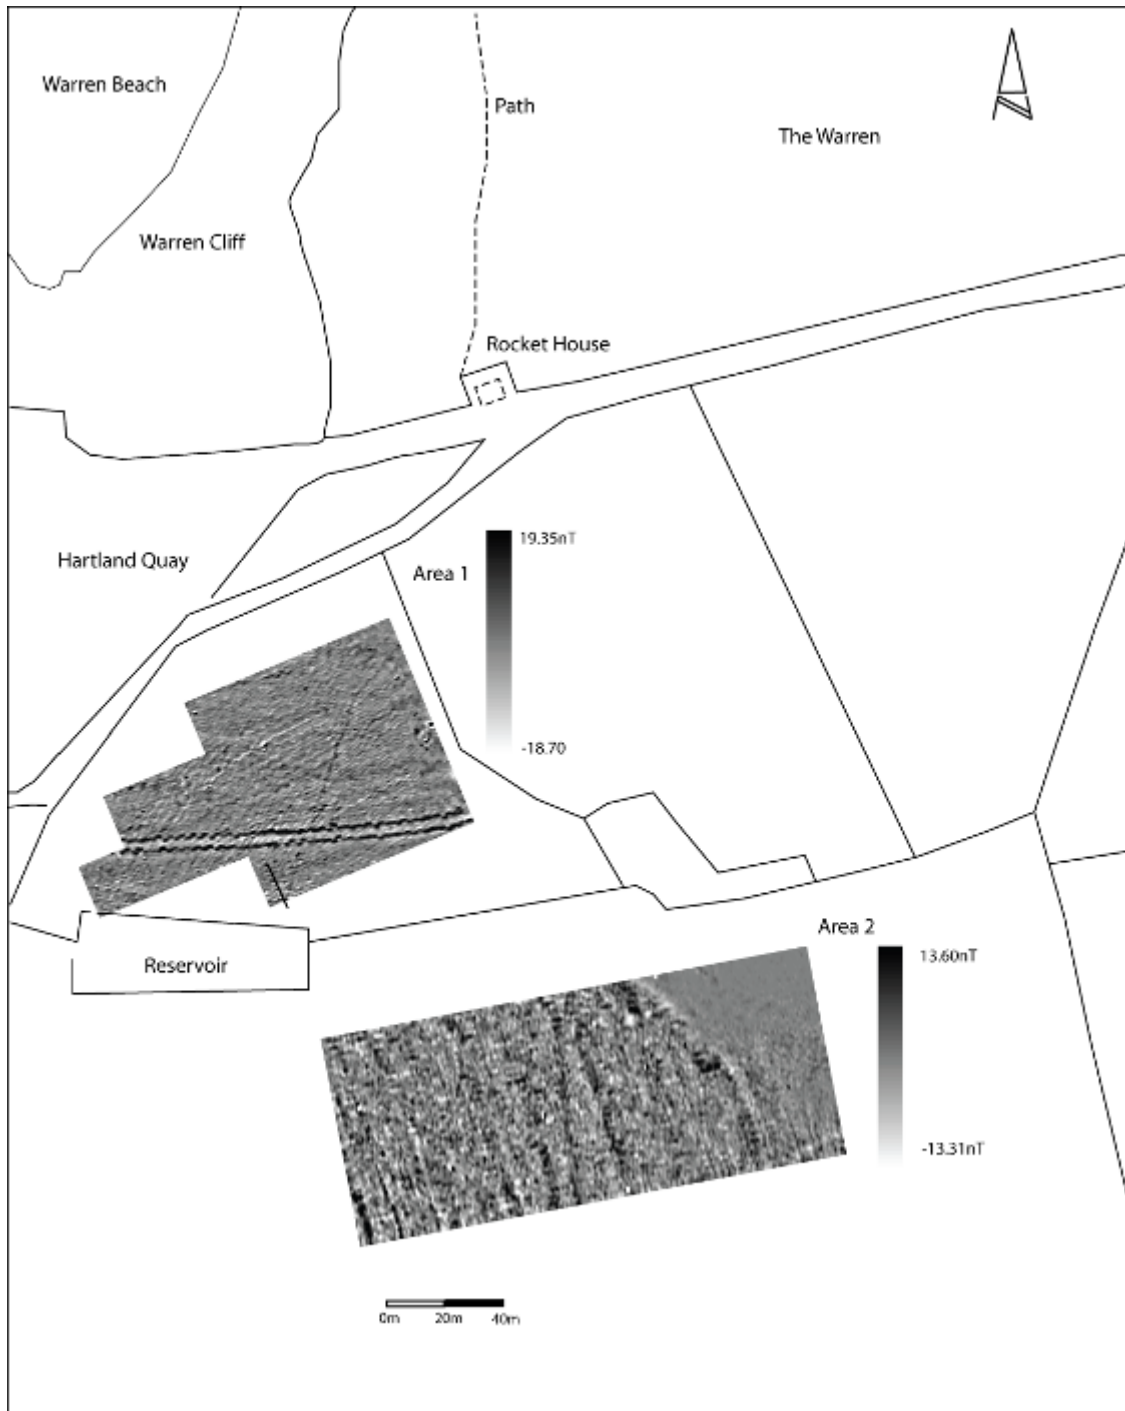 Warren Beach
Path
The Warren
Warren Cliff
Rocket House
19.35nT
Hartland Quay
Area 1
-18.70
Area 2
13.60nT
Reservoir
-13.31nT
0m 20m 40m